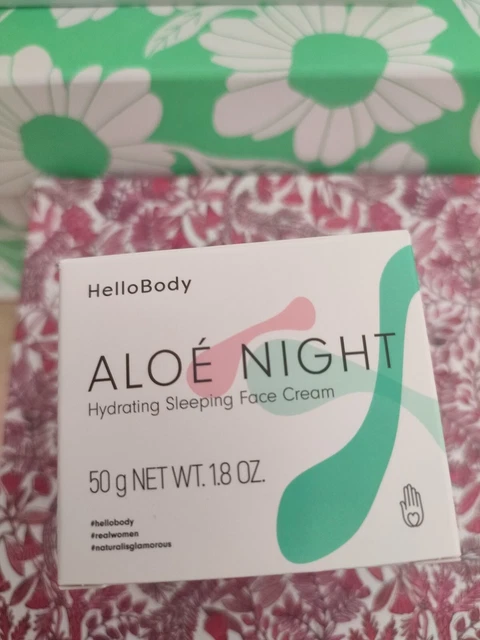 HelloBody
ALOÉ NIGHT
Hydrating Sleeping Face Cream
50 g NET WT. 1.8 OZ.
#hellobody
#realwomen
#naturalisglamorous